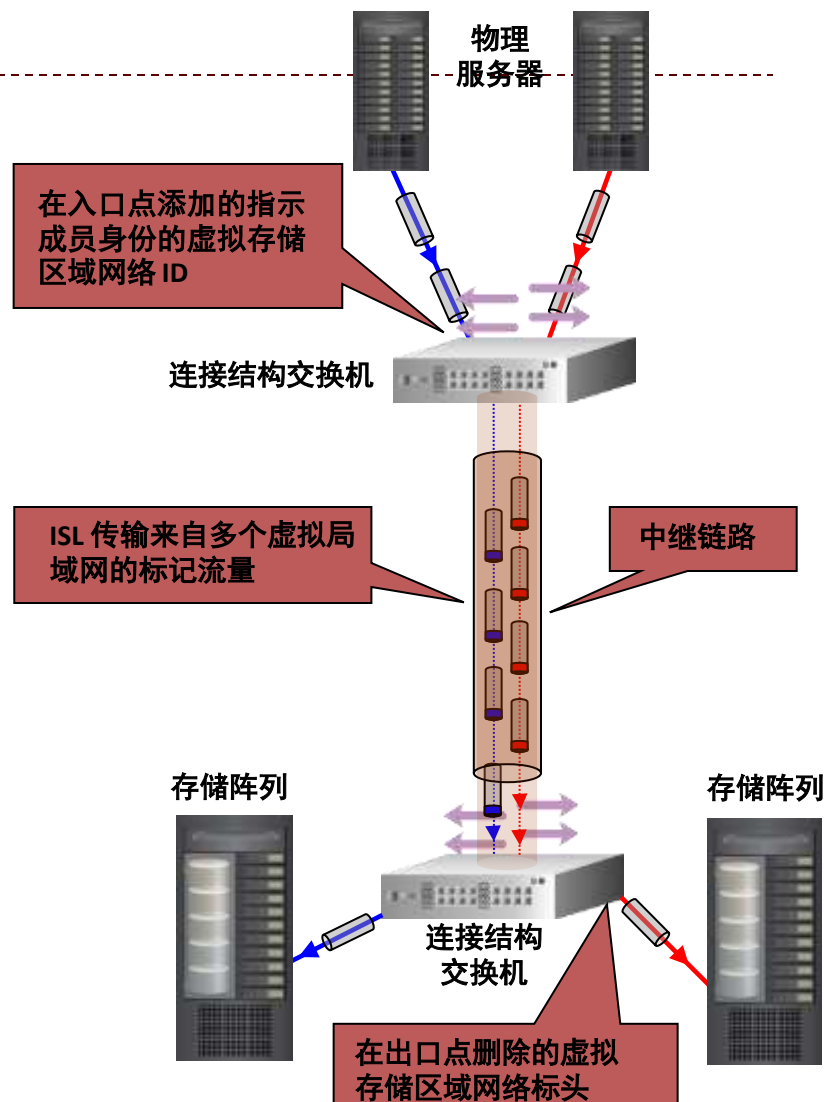 物理
服务器
在入口点添加的指示
成员身份的虚拟存储
区域网络 ID
连接结构交换机
ISL 传输来自多个虚拟局
域网的标记流量
中继链路
存储阵列
存储阵列
连接结构
交换机
在出口点删除的虚拟
存储区域网络标头